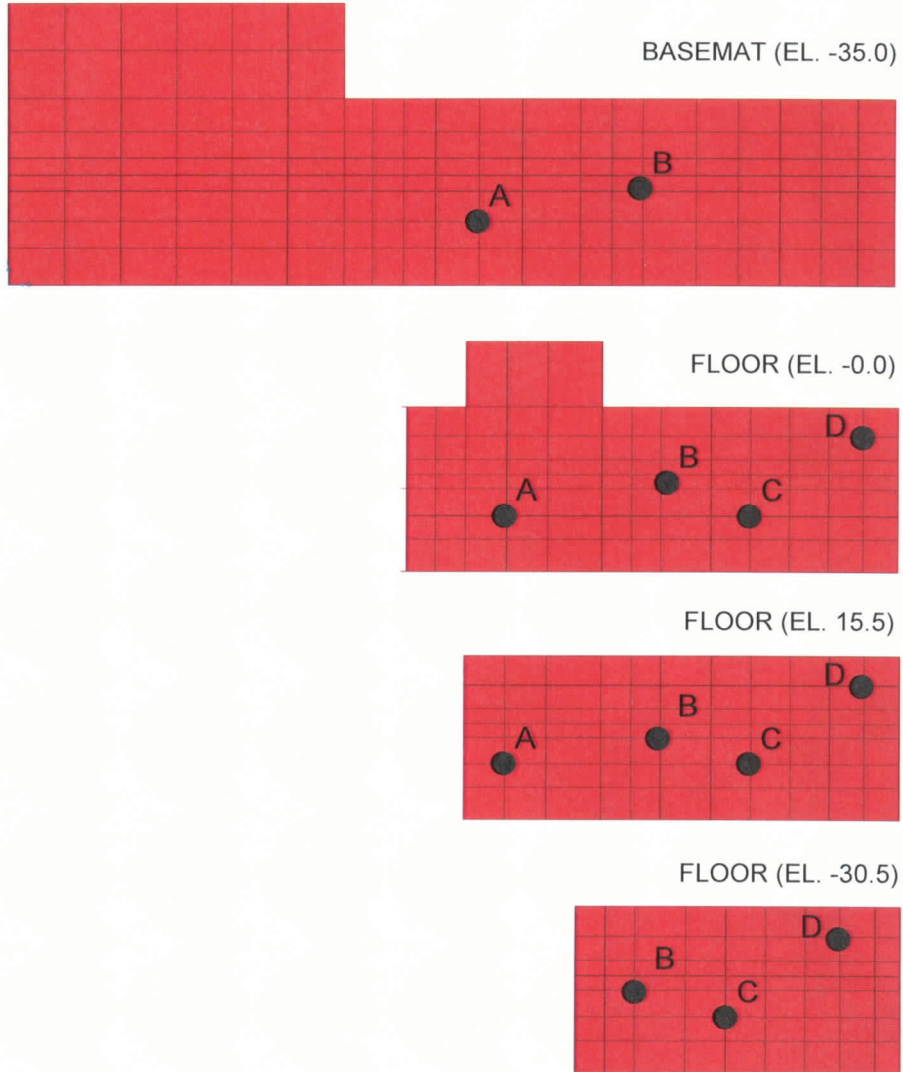 BASEMAT (EL. -35.0)
B
A
FLOOR (EL. -0.0)
D
B
A
C
FLOOR (EL. 15.5)
D
B
A
C
FLOOR (EL. -30.5)
D
B
C